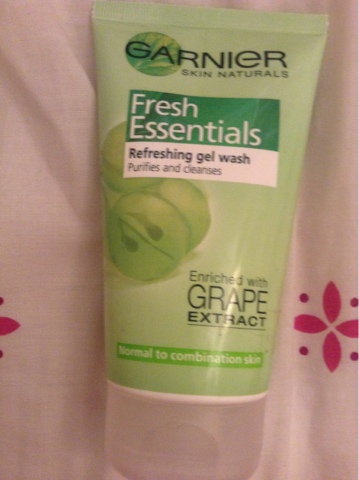 GARNIER
SKIN NATURALS
Fresh
Essentials
Refreshing gel wash
Purifies and cleanses
Enriched with
GRAPE
EXTRACT
Normal to combination skin